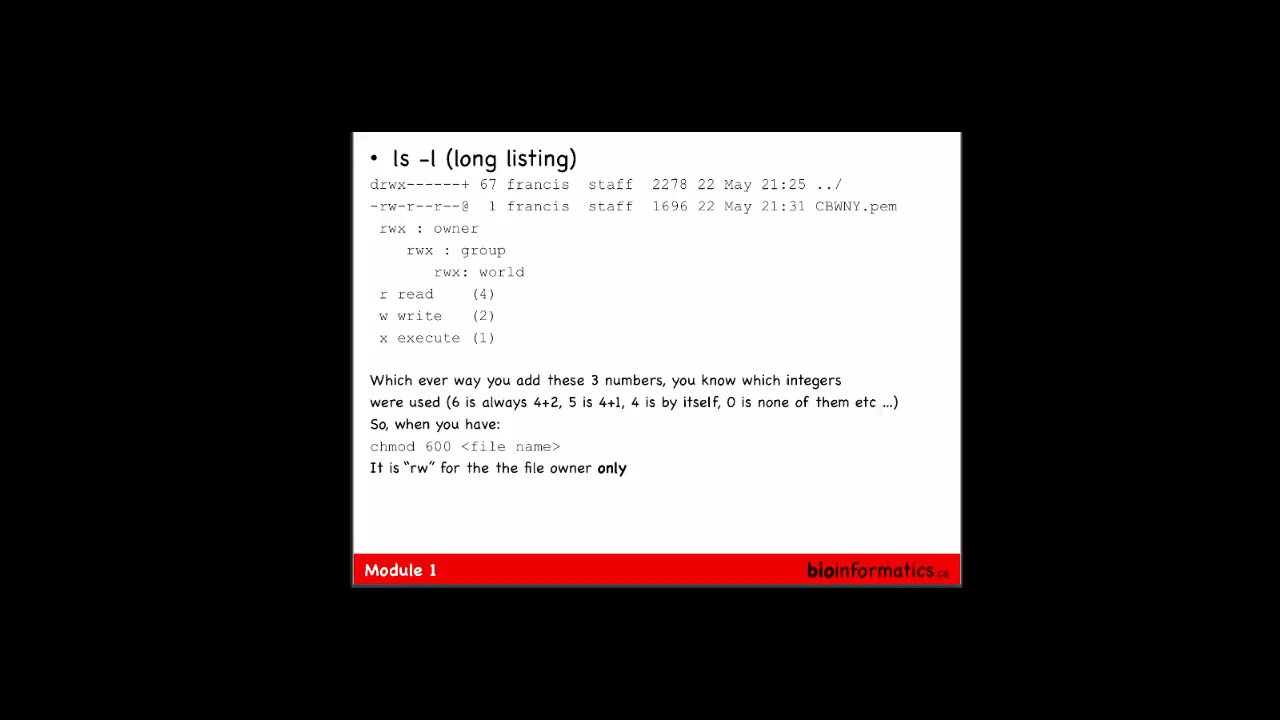 • ls -l (long listing)
drwx------+ 67 francis  staff  2278 22 May 21:25 ../
-rw-r--r--@  1 francis  staff  1696 22 May 21:31 CBWNY.pem
rwx : owner
rwx : group
rwx: world
r read    (4)
w write   (2)
x execute (1)
Which ever way you add these 3 numbers, you know which integers
were used (6 is always 4+2, 5 is 4+1, 4 is by itself, 0 is none of them etc ...)
So, when you have:
chmod 600 <file name>
It is "rw" for the the file owner only
Module 1
bioinformatics.ca